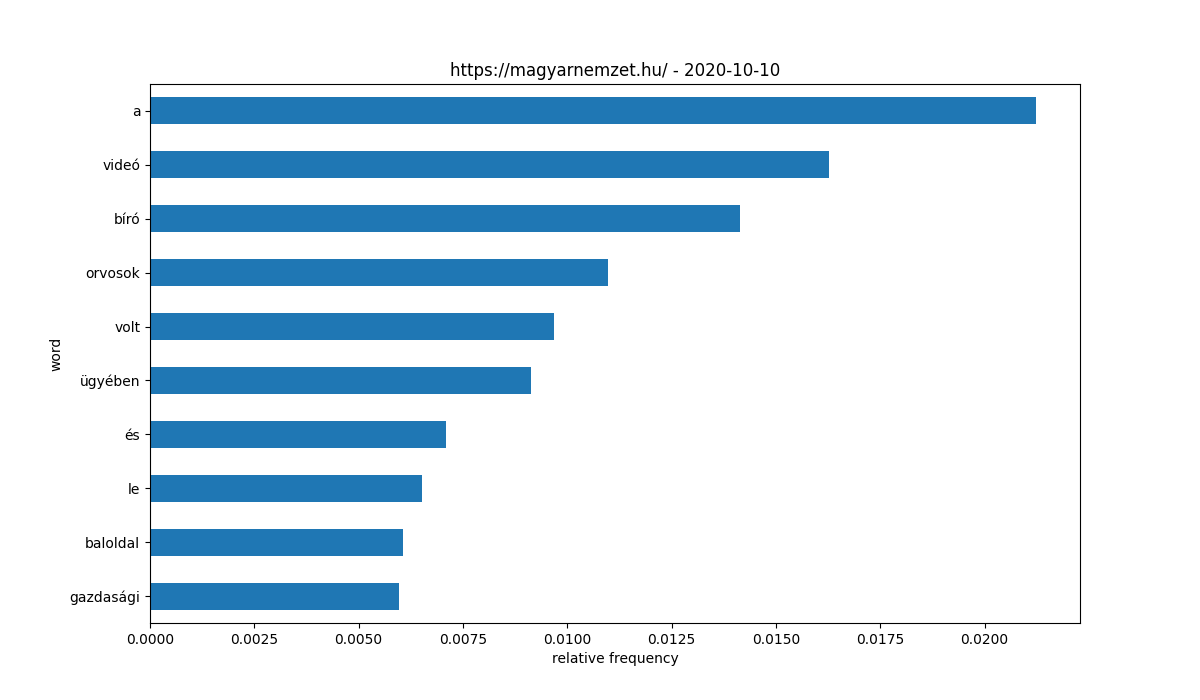 https://magyarnemzet.hu/ - 2020-10-10
a
videó
bíró
orvosok
volt
word
ügyében
és
le
baloldal
gazdasági
0.0000 0.0025 0.0050 0.0075 0.0100 0.0125 0.0150 0.0175 0.0200
relative frequency